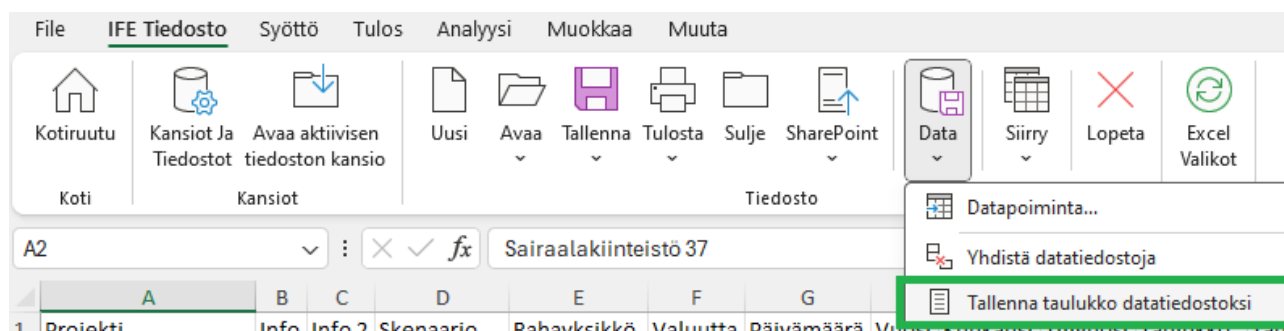 File IFE Tiedosto Syöttö Tulos Analyysi Muokkaa Muuta
Kotiruutu Kansiot Ja Avaa aktiivisen Uusi Avaa Tallenna Tulosta Sulje SharePoint Data Siirry Lopeta Excel
Tiedostot tiedoston kansio Valikot
Koti Kansiot Tiedosto
Datapoiminta...
A2 fx Sairaalakiinteistö 37
Yhdistä datatiedostoja
A B C D E F G
Tallenna taulukko datatiedostoksi
1 Projekti Info Info 2 Skenaario Rahayksikkö Valuutta Päivämäärä